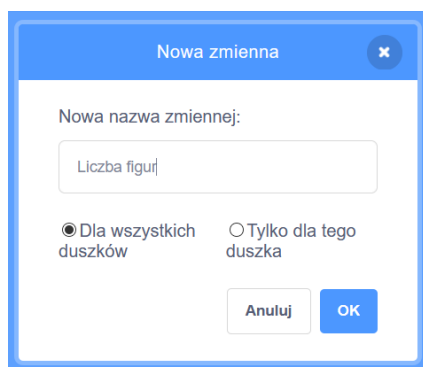 Nowa zmienna
Nowa nazwa zmiennej:
Liczba figur
Dla wszystkich duszków
Tylko dla tego duszka
Anuluj
OK